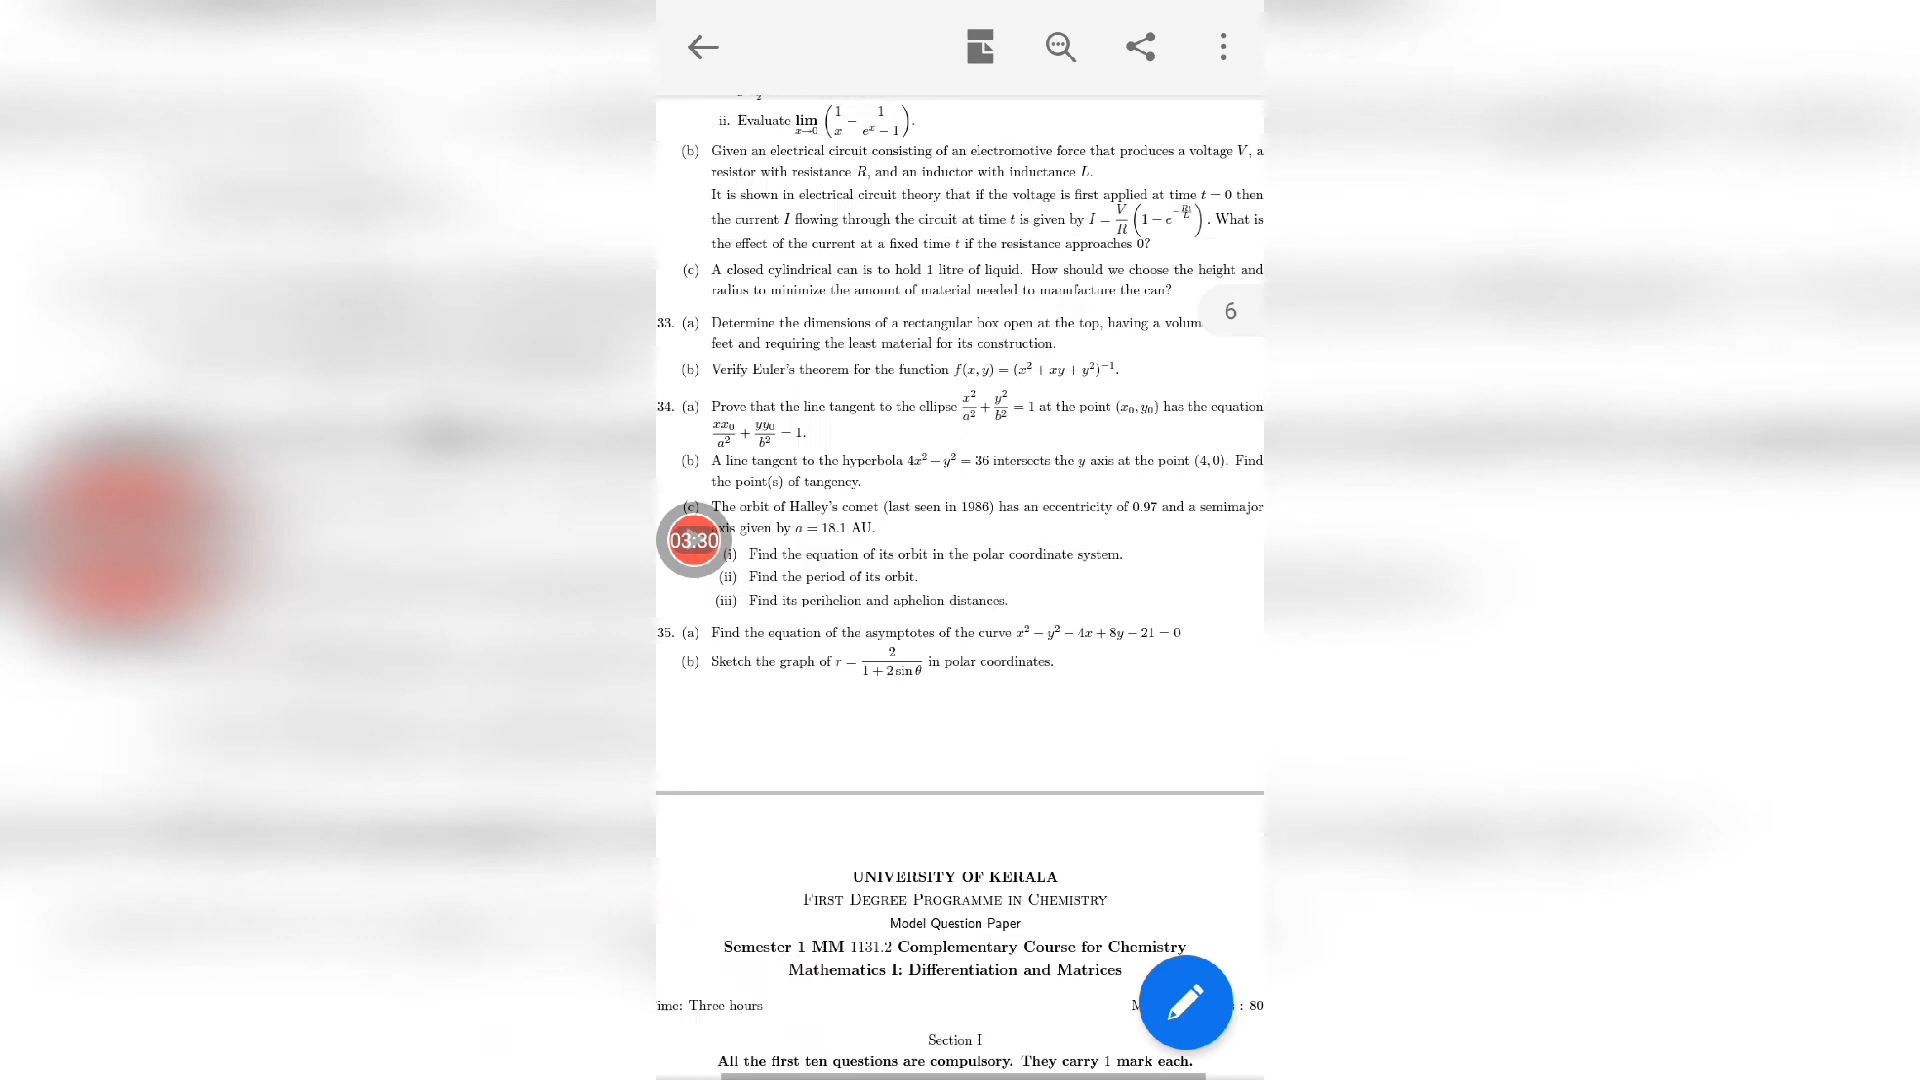 ii. Evaluate lim x→0 (1/x − 1/(e^x − 1)).
(b) Given an electrical circuit consisting of an electromotive force that produces a voltage V, a
resistor with resistance R, and an inductor with inductance L.
It is shown in electrical circuit theory that if the voltage is first applied at time t = 0 then
the current I flowing through the circuit at time t is given by I = V/R (1 − e^(−Rt/L)). What is
the effect of the current at a fixed time t if the resistance approaches 0?
(c) A closed cylindrical can is to hold 1 litre of liquid. How should we choose the height and
radius to minimize the amount of material needed to manufacture the can?
6
33. (a) Determine the dimensions of a rectangular box open at the top, having a
feet and requiring the least material for its construction.
(b) Verify Euler's theorem for the function f(x, y) = (x² + xy + y²)⁻¹.
34. (a) Prove that the line tangent to the ellipse x²/a² + y²/b² = 1 at the point (x₀, y₀) has the equation
xx₀/a² + yy₀/b² = 1.
(b) A line tangent to the hyperbola 4x² − y² = 36 intersects the y axis at the point (4, 0). Find
the point(s) of tangency.
(c) The orbit of Halley's comet (last seen in 1986) has an eccentricity of 0.97 and a semimajor
axis given by a = 18.1 AU.
03:30
(i) Find the equation of its orbit in the polar coordinate system.
(ii) Find the period of its orbit.
(iii) Find its perihelion and aphelion distances.
35. (a) Find the equation of the asymptotes of the curve x² − y² − 4x + 8y − 21 = 0
(b) Sketch the graph of r = 2/(1 + 2 sin θ) in polar coordinates.
UNIVERSITY OF KERALA
First Degree Programme in Chemistry
Model Question Paper
Semester 1 MM 1131.2 Complementary Course for Chemistry
Mathematics I: Differentiation and Matrices
ime: Three hours : 80
Section I
All the first ten questions are compulsory. They carry 1 mark each.